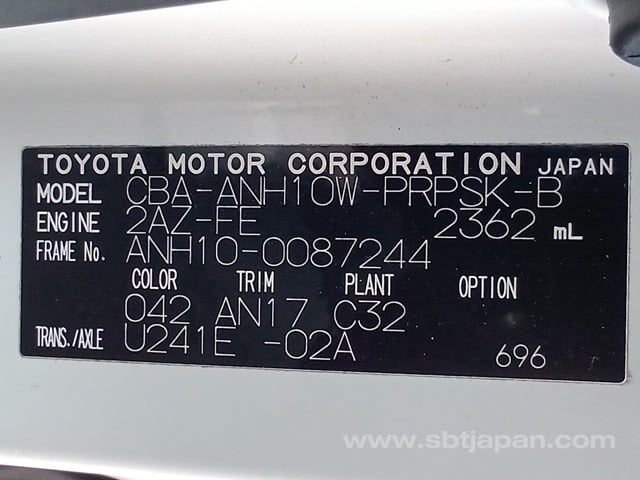 TOYOTA MOTOR CORPORATION JAPAN
MODEL CBA-ANH10W-PRPSK-B
ENGINE 2AZ-FE 2362 mL
FRAME No. ANH10-0087244
COLOR TRIM PLANT OPTION
042 AN17 C32
TRANS./AXLE U241E -02A
696
www.sbtjapan.com